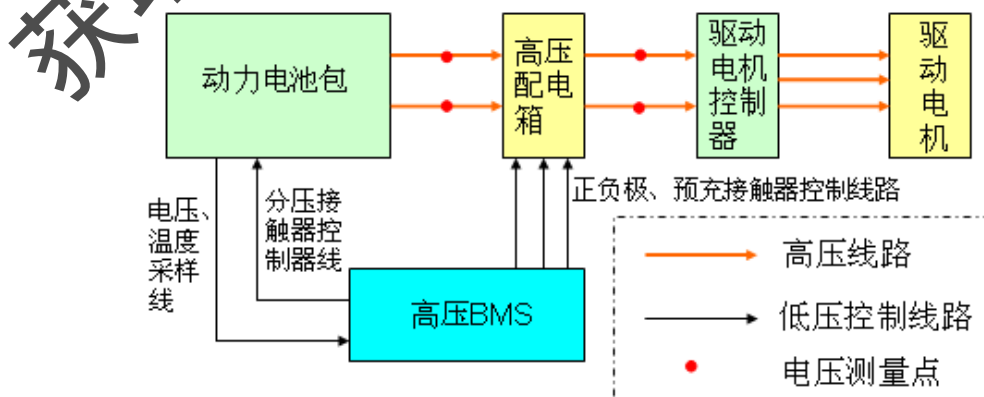 获
动力电池包
高压
配电
箱
驱动
电机
控制
器
驱
动
电
机
电压、
温度
采样
线
分压接
触器控
制器线
正负极、预充接触器控制线路
高压BMS
高压线路
低压控制线路
电压测量点